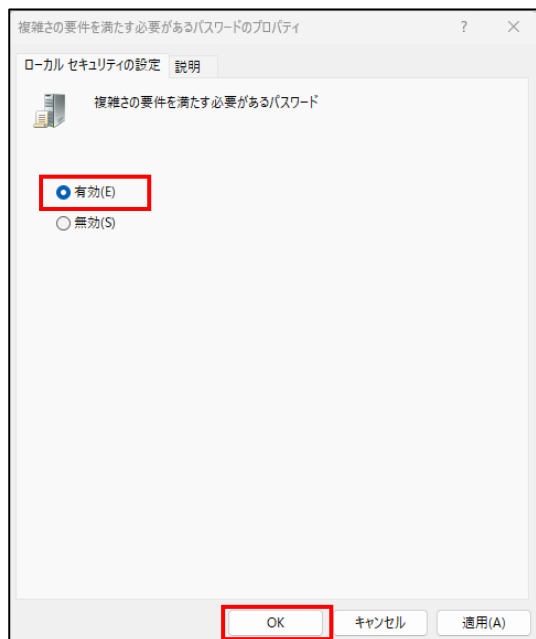 複雑さの要件を満たす必要があるパスワードのプロパティ ? ×
ローカル セキュリティの設定 説明
複雑さの要件を満たす必要があるパスワード
有効(E)
無効(S)
OK キャンセル 適用(A)